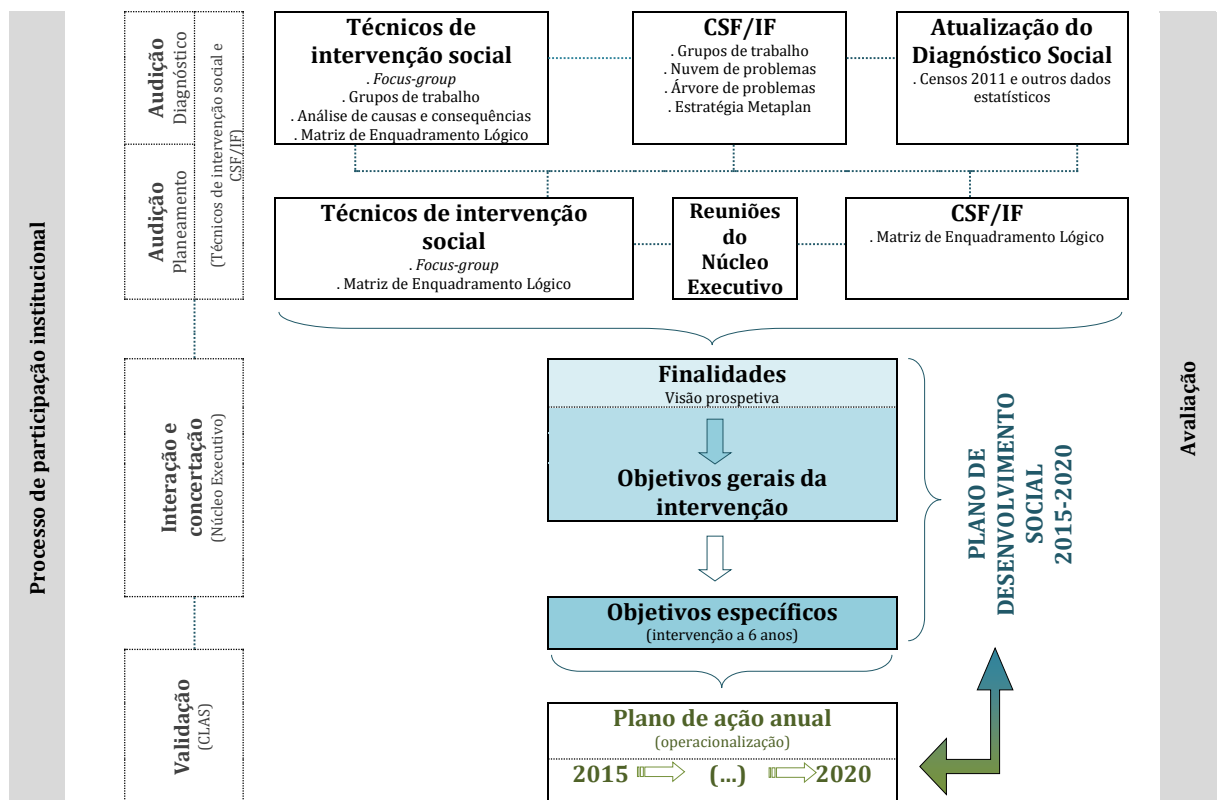 Processo de participação institucional
Audição
Diagnóstico
Audição
Planeamento
(Técnicos de intervenção social e
CSF/IF)
Interação e
concertação
(Núcleo Executivo)
Validação
(CLAS)
Técnicos de
intervenção social
. Focus-group
. Grupos de trabalho
. Análise de causas e consequências
. Matriz de Enquadramento Lógico
CSF/IF
. Grupos de trabalho
. Nuvem de problemas
. Árvore de problemas
. Estratégia Metaplan
Atualização do
Diagnóstico Social
. Censos 2011 e outros dados
estatísticos
Técnicos de intervenção
social
. Focus-group
. Matriz de Enquadramento Lógico
Reuniões
do
Núcleo
Executivo
CSF/IF
. Matriz de Enquadramento Lógico
Finalidades
Visão prospetiva
Objetivos gerais da
intervenção
Objetivos específicos
(intervenção a 6 anos)
Plano de ação anual
(operacionalização)
2015 (...) 2020
PLANO DE
DESENVOLVIMENTO
SOCIAL
2015-2020
Avaliação